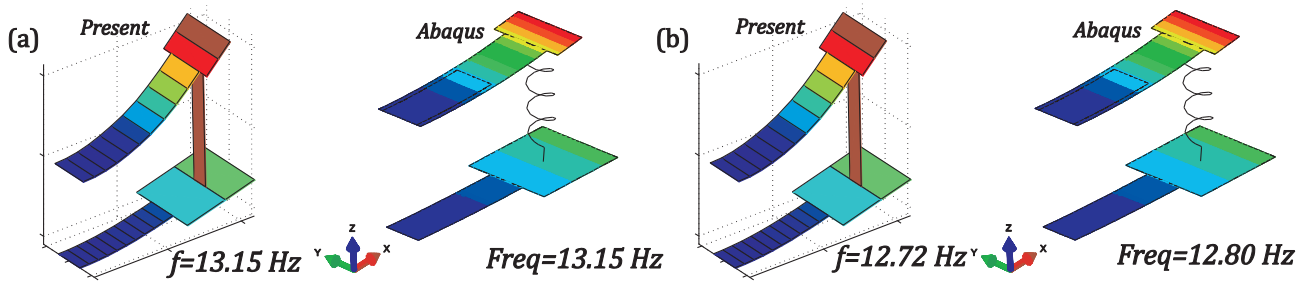 (a)
Present
Abaqus
f=13.15 Hz
Y
Z
X
Freq=13.15 Hz
(b)
Present
Abaqus
f=12.72 Hz
Y
Z
X
Freq=12.80 Hz